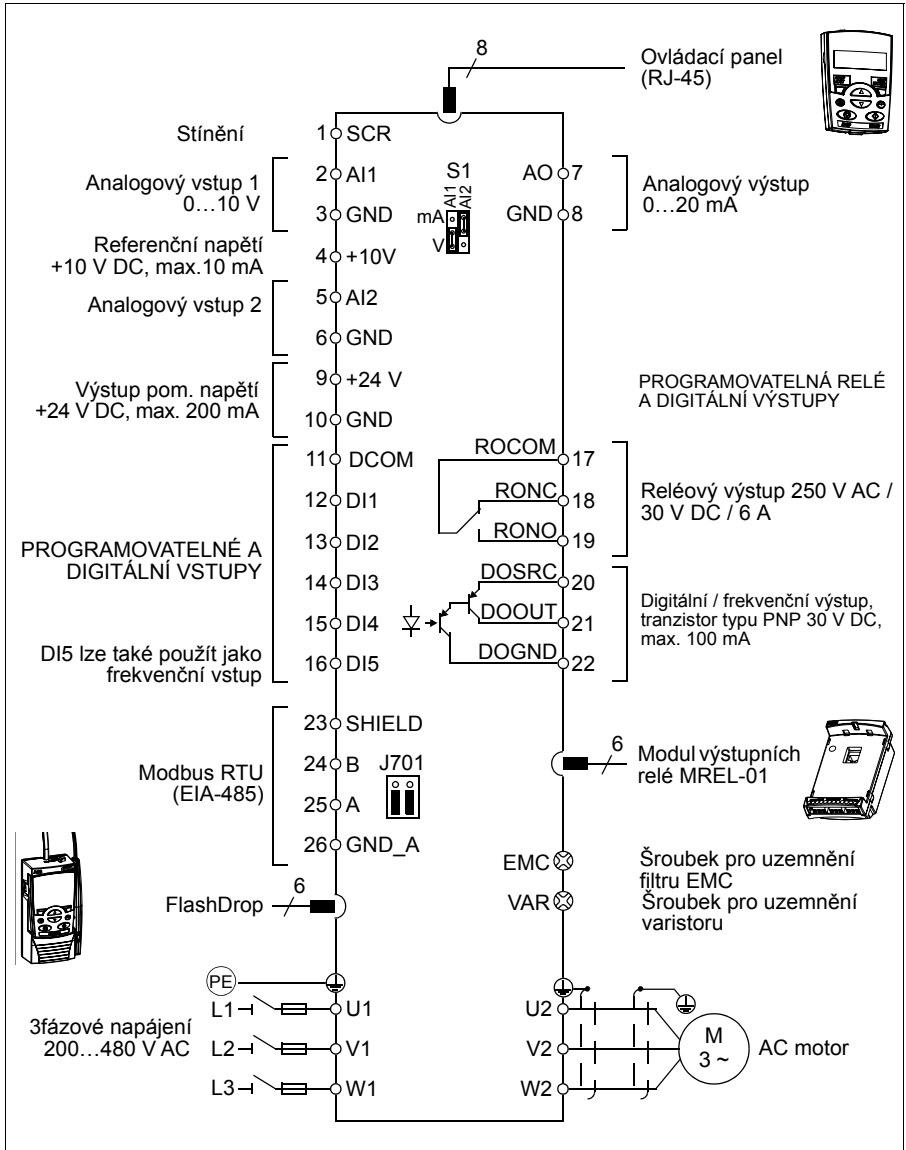 8
Ovládací panel
(RJ-45)
Stínění
1 SCR
Analogový vstup 1
0…10 V
2 AI1
3 GND
S1
AI1
AI2
mA
V
AO 7
GND 8
Analogový výstup
0…20 mA
Referenční napětí
+10 V DC, max.10 mA
4 +10V
Analogový vstup 2
5 AI2
6 GND
Výstup pom. napětí
+24 V DC, max. 200 mA
9 +24 V
10 GND
PROGRAMOVATELNÁ RELÉ
A DIGITÁLNÍ VÝSTUPY
PROGRAMOVATELNÉ A
DIGITÁLNÍ VSTUPY
DI5 lze také použít jako
frekvenční vstup
11 DCOM
12 DI1
13 DI2
14 DI3
15 DI4
16 DI5
ROCOM 17
RONC 18
RONO 19
Reléový výstup 250 V AC /
30 V DC / 6 A
DOSRC 20
DOOUT 21
DOGND 22
Digitální / frekvenční výstup,
tranzistor typu PNP 30 V DC,
max. 100 mA
Modbus RTU
(EIA-485)
23 SHIELD
24 B
25 A
26 GND_A
J701
6
Modul výstupních
relé MREL-01
FlashDrop
6
EMC
VAR
Šroubek pro uzemnění
filtru EMC
Šroubek pro uzemnění
varistoru
PE
3fázové napájení
200…480 V AC
L1
L2
L3
U1
V1
W1
U2
V2
W2
M
3 ~
AC motor